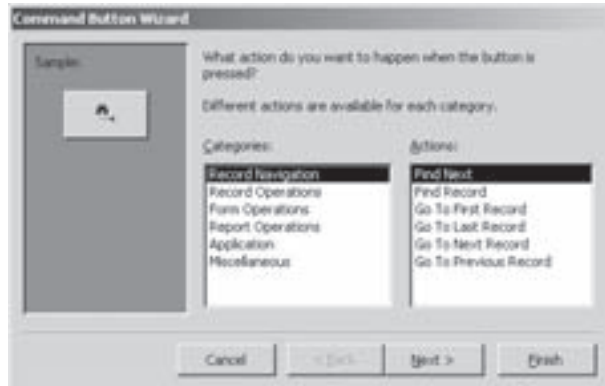 Command Button Wizard
Sample:
What action do you want to happen when the button is
pressed?
Different actions are available for each category.
Categories:
Actions:
Record Navigation
Record Operations
Form Operations
Report Operations
Application
Miscellaneous
Find Next
Find Record
Go To First Record
Go To Last Record
Go To Next Record
Go To Previous Record
Cancel
< Back
Next >
Finish